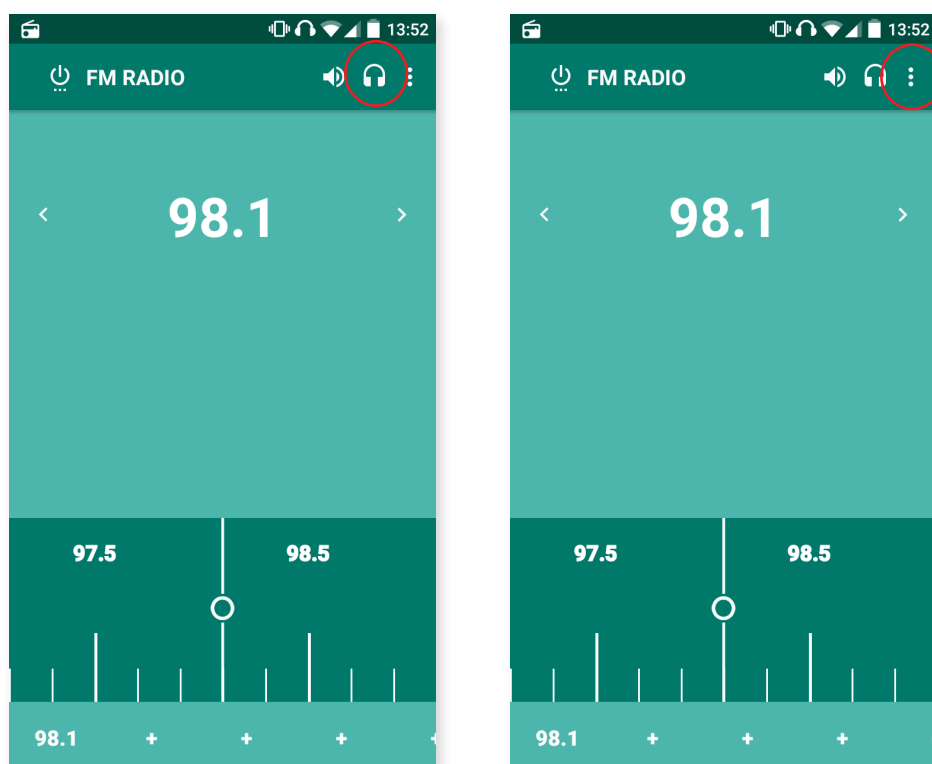 13:52
FM RADIO
98.1
97.5 98.5
98.1 + + + +
13:52
FM RADIO
98.1
97.5 98.5
98.1 + + +